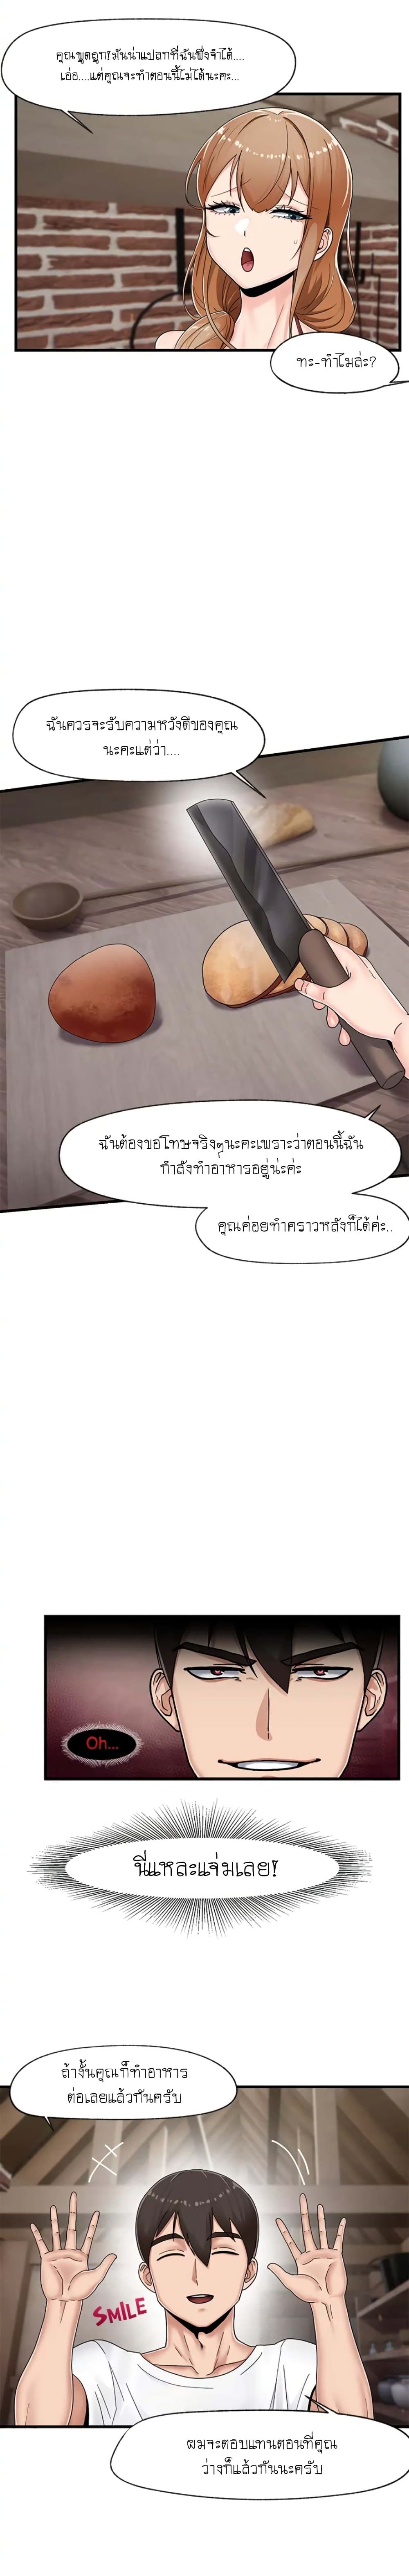 คุณพูดถูก!มันน่าแปลกที่ฉันพึ่งจำได้....
เอ่อ....แต่คุณจะทำตอนนี้ไม่ได้นะคะ...
ทะ-ทำไมล่ะ?
ฉันควรจะรับความหวังดีของคุณ
นะคะแต่ว่า....
ฉันต้องขอโทษจริงๆนะคะเพราะว่าตอนนี้ฉัน
กำลังทำอาหารอยู่น่ะค่ะ
คุณค่อยทำคราวหลังก็ได้ค่ะ..
Oh...
นี่แหละแจ่มเลย!
ถ้างั้นคุณก็ทำอาหาร
ต่อเลยแล้วกันครับ
SMILE
ผมจะตอบแทนตอนที่คุณ
ว่างก็แล้วกันนะครับ